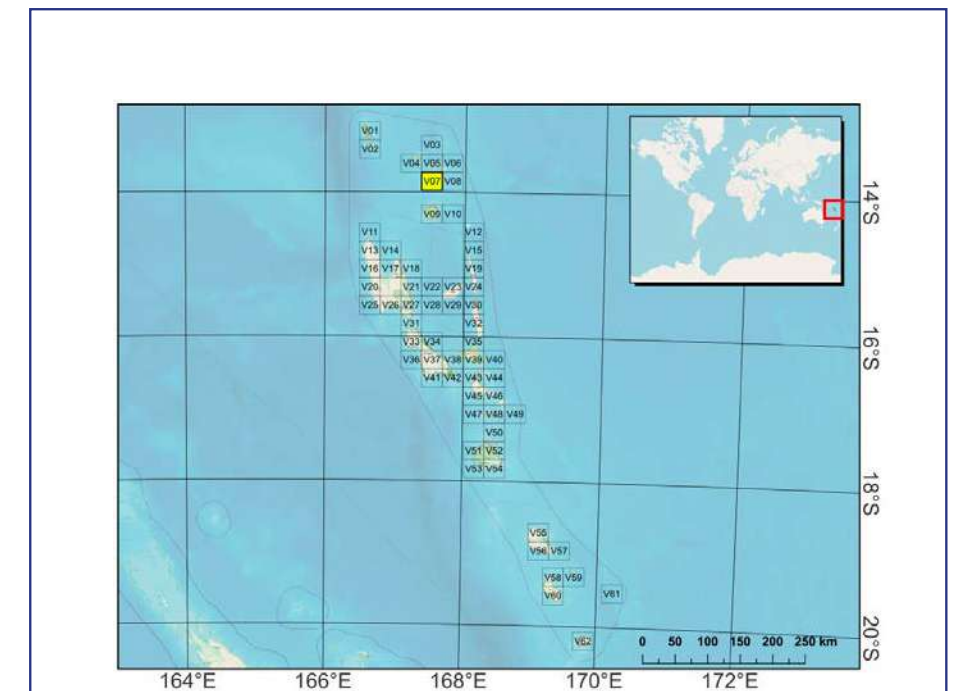 V01
V02 V03
V04 V05 V06
V07 V08
14°S
V09 V10
V11 V12
V13 V14 V15
V16 V17 V18 V19
V20 V21 V22 V23 V24
V25 V26 V27 V28 V29 V30
V31 V32
V33 V34 V35
16°S
V36 V37 V38 V39 V40
V41 V42 V43 V44
V45 V46
V47 V48 V49
V50
V51 V52
V53 V54
18°S
V55
V56 V57
V58 V59
V60 V61
V62
20°S
0 50 100 150 200 250 km
164°E 166°E 168°E 170°E 172°E